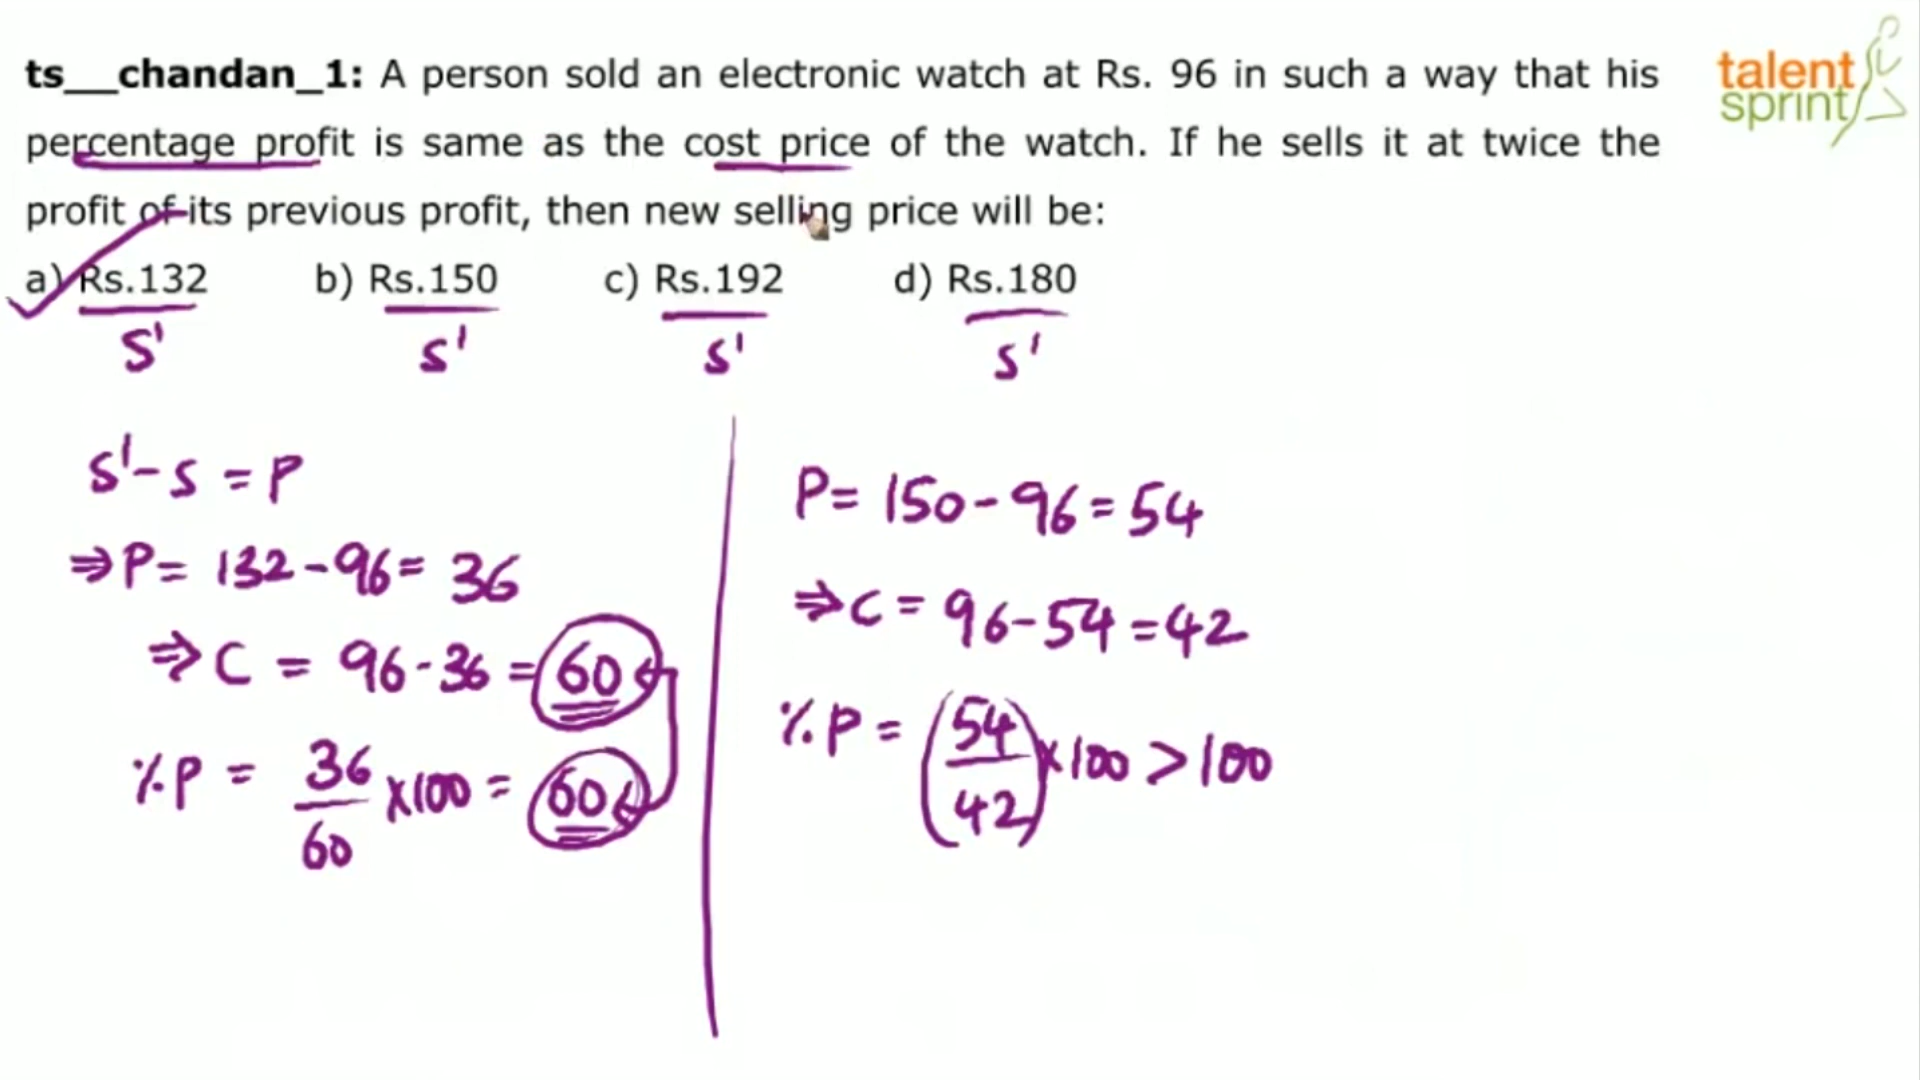 ts__chandan_1: A person sold an electronic watch at Rs. 96 in such a way that his
percentage profit is same as the cost price of the watch. If he sells it at twice the
profit of its previous profit, then new selling price will be:
a) Rs.132 b) Rs.150 c) Rs.192 d) Rs.180
S' S' S' S'
talent
sprint
S'-S = P
⇒ P = 132-96 = 36
⇒ C = 96-36 = 60
%P = 36/60 ×100 = 60
P = 150-96 = 54
⇒ C = 96-54 = 42
%P = (54/42)×100 > 100